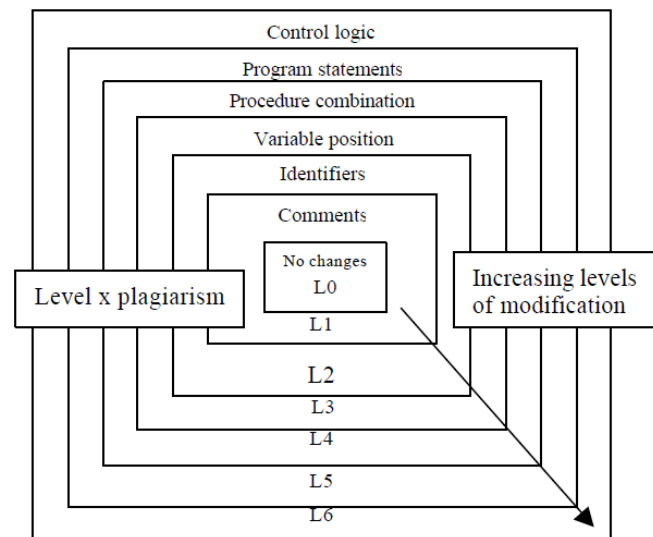 Control logic
Program statements
Procedure combination
Variable position
Identifiers
Comments
No changes
L0
Level x plagiarism
Increasing levels
of modification
L1
L2
L3
L4
L5
L6